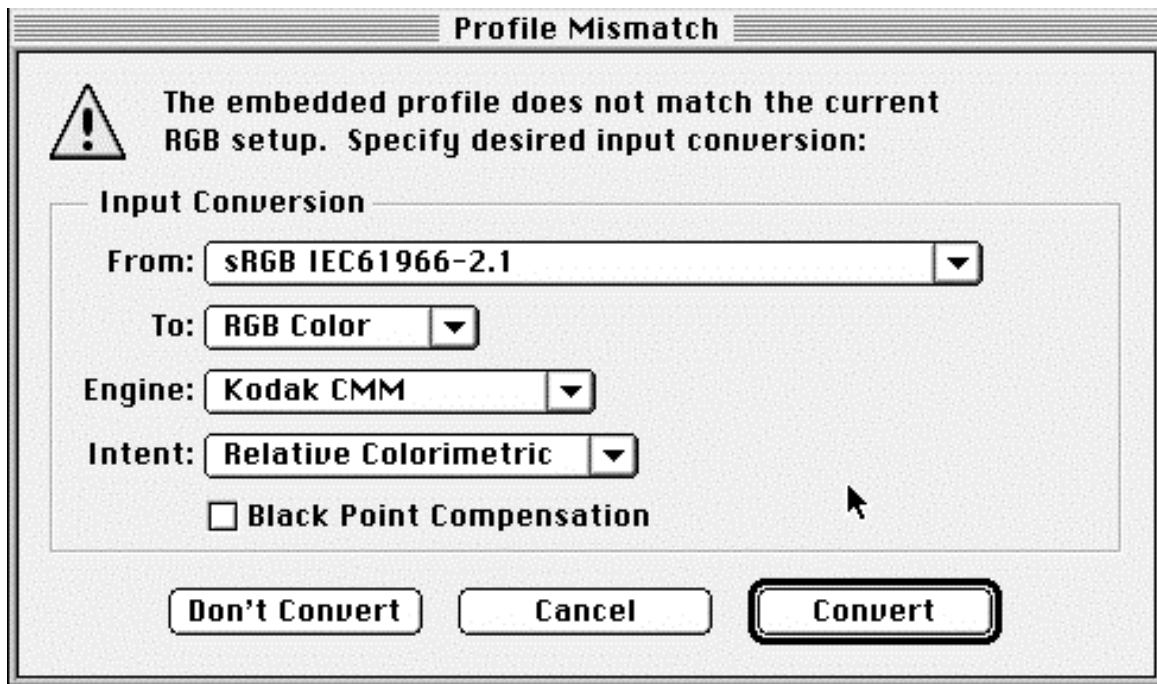 Profile Mismatch
The embedded profile does not match the current
RGB setup. Specify desired input conversion:
Input Conversion
From: sRGB IEC61966-2.1
To: RGB Color
Engine: Kodak CMM
Intent: Relative Colorimetric
Black Point Compensation
Don't Convert Cancel Convert